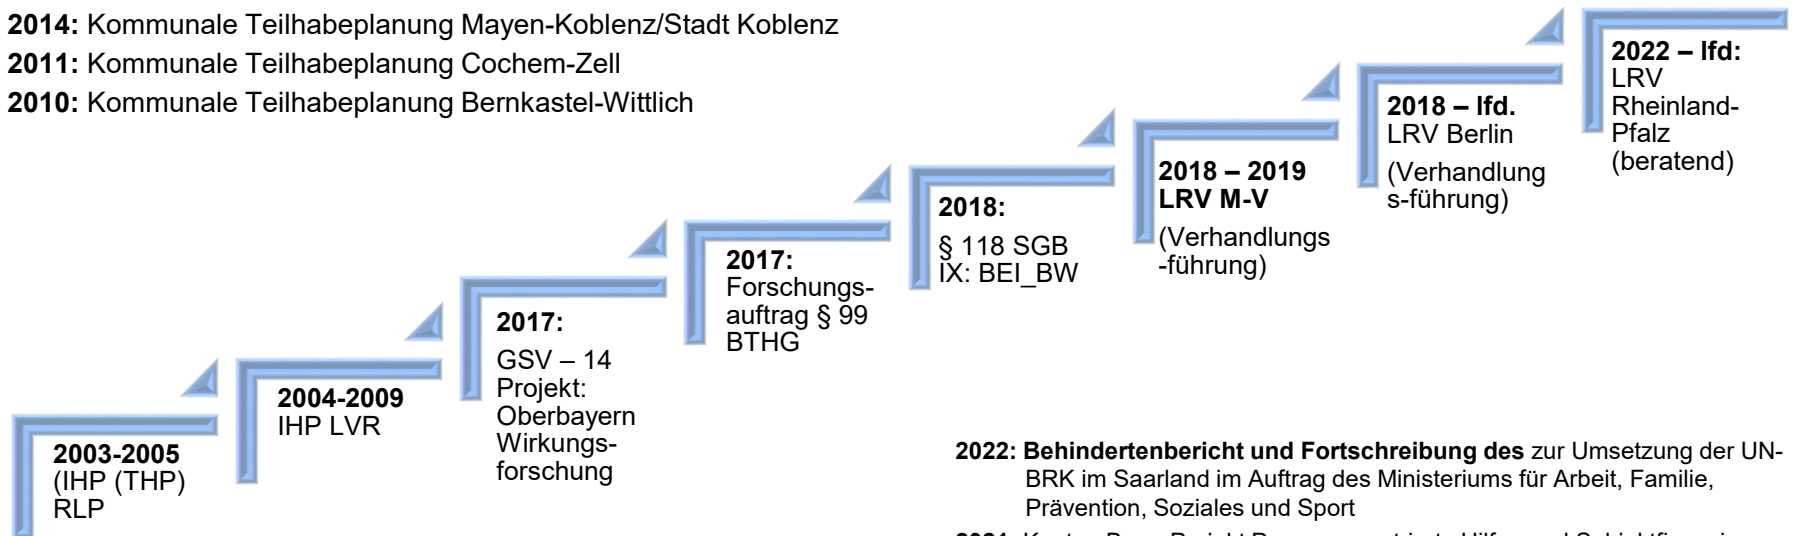 2014: Kommunale Teilhabeplanung Mayen-Koblenz/Stadt Koblenz
2011: Kommunale Teilhabeplanung Cochem-Zell
2010: Kommunale Teilhabeplanung Bernkastel-Wittlich
2003-2005
(IHP (THP)
RLP
2004-2009
IHP LVR
2017:
GSV – 14
Projekt:
Oberbayern
Wirkungs-
forschung
2017:
Forschungs-
auftrag § 99
BTHG
2018:
§ 118 SGB
IX: BEI_BW
2018 – 2019
LRV M-V
(Verhandlungs
-führung)
2018 – lfd.
LRV Berlin
(Verhandlung
s-führung)
2022 – lfd:
LRV
Rheinland-
Pfalz
(beratend)
2022: Behindertenbericht und Fortschreibung des zur Umsetzung der UN-
BRK im Saarland im Auftrag des Ministeriums für Arbeit, Familie,
Prävention, Soziales und Sport